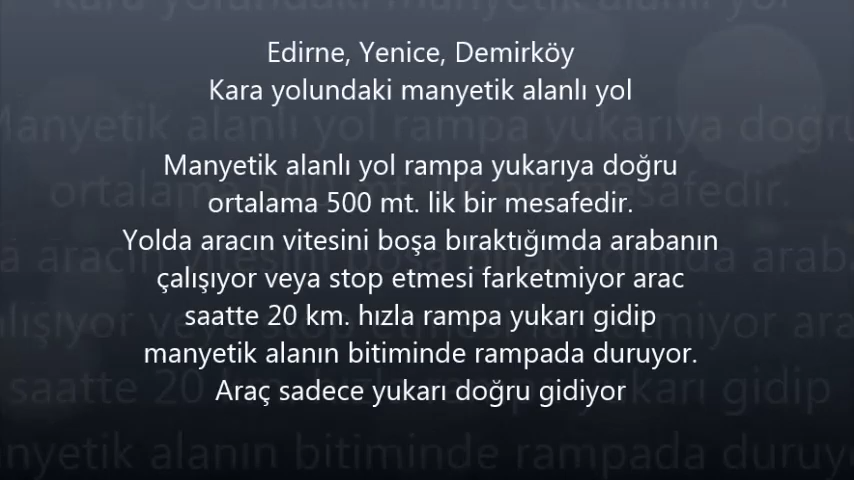 Edirne, Yenice, Demirköy
Kara yolundaki manyetik alanlı yol
Manyetik alanlı yol rampa yukarıya doğru
ortalama 500 mt. lik bir mesafedir.
Yolda aracın vitesini boşa bıraktığımda arabanın
çalışıyor veya stop etmesi farketmiyor arac
saatte 20 km. hızla rampa yukarı gidip
manyetik alanın bitiminde rampada duruyor.
Araç sadece yukarı doğru gidiyor